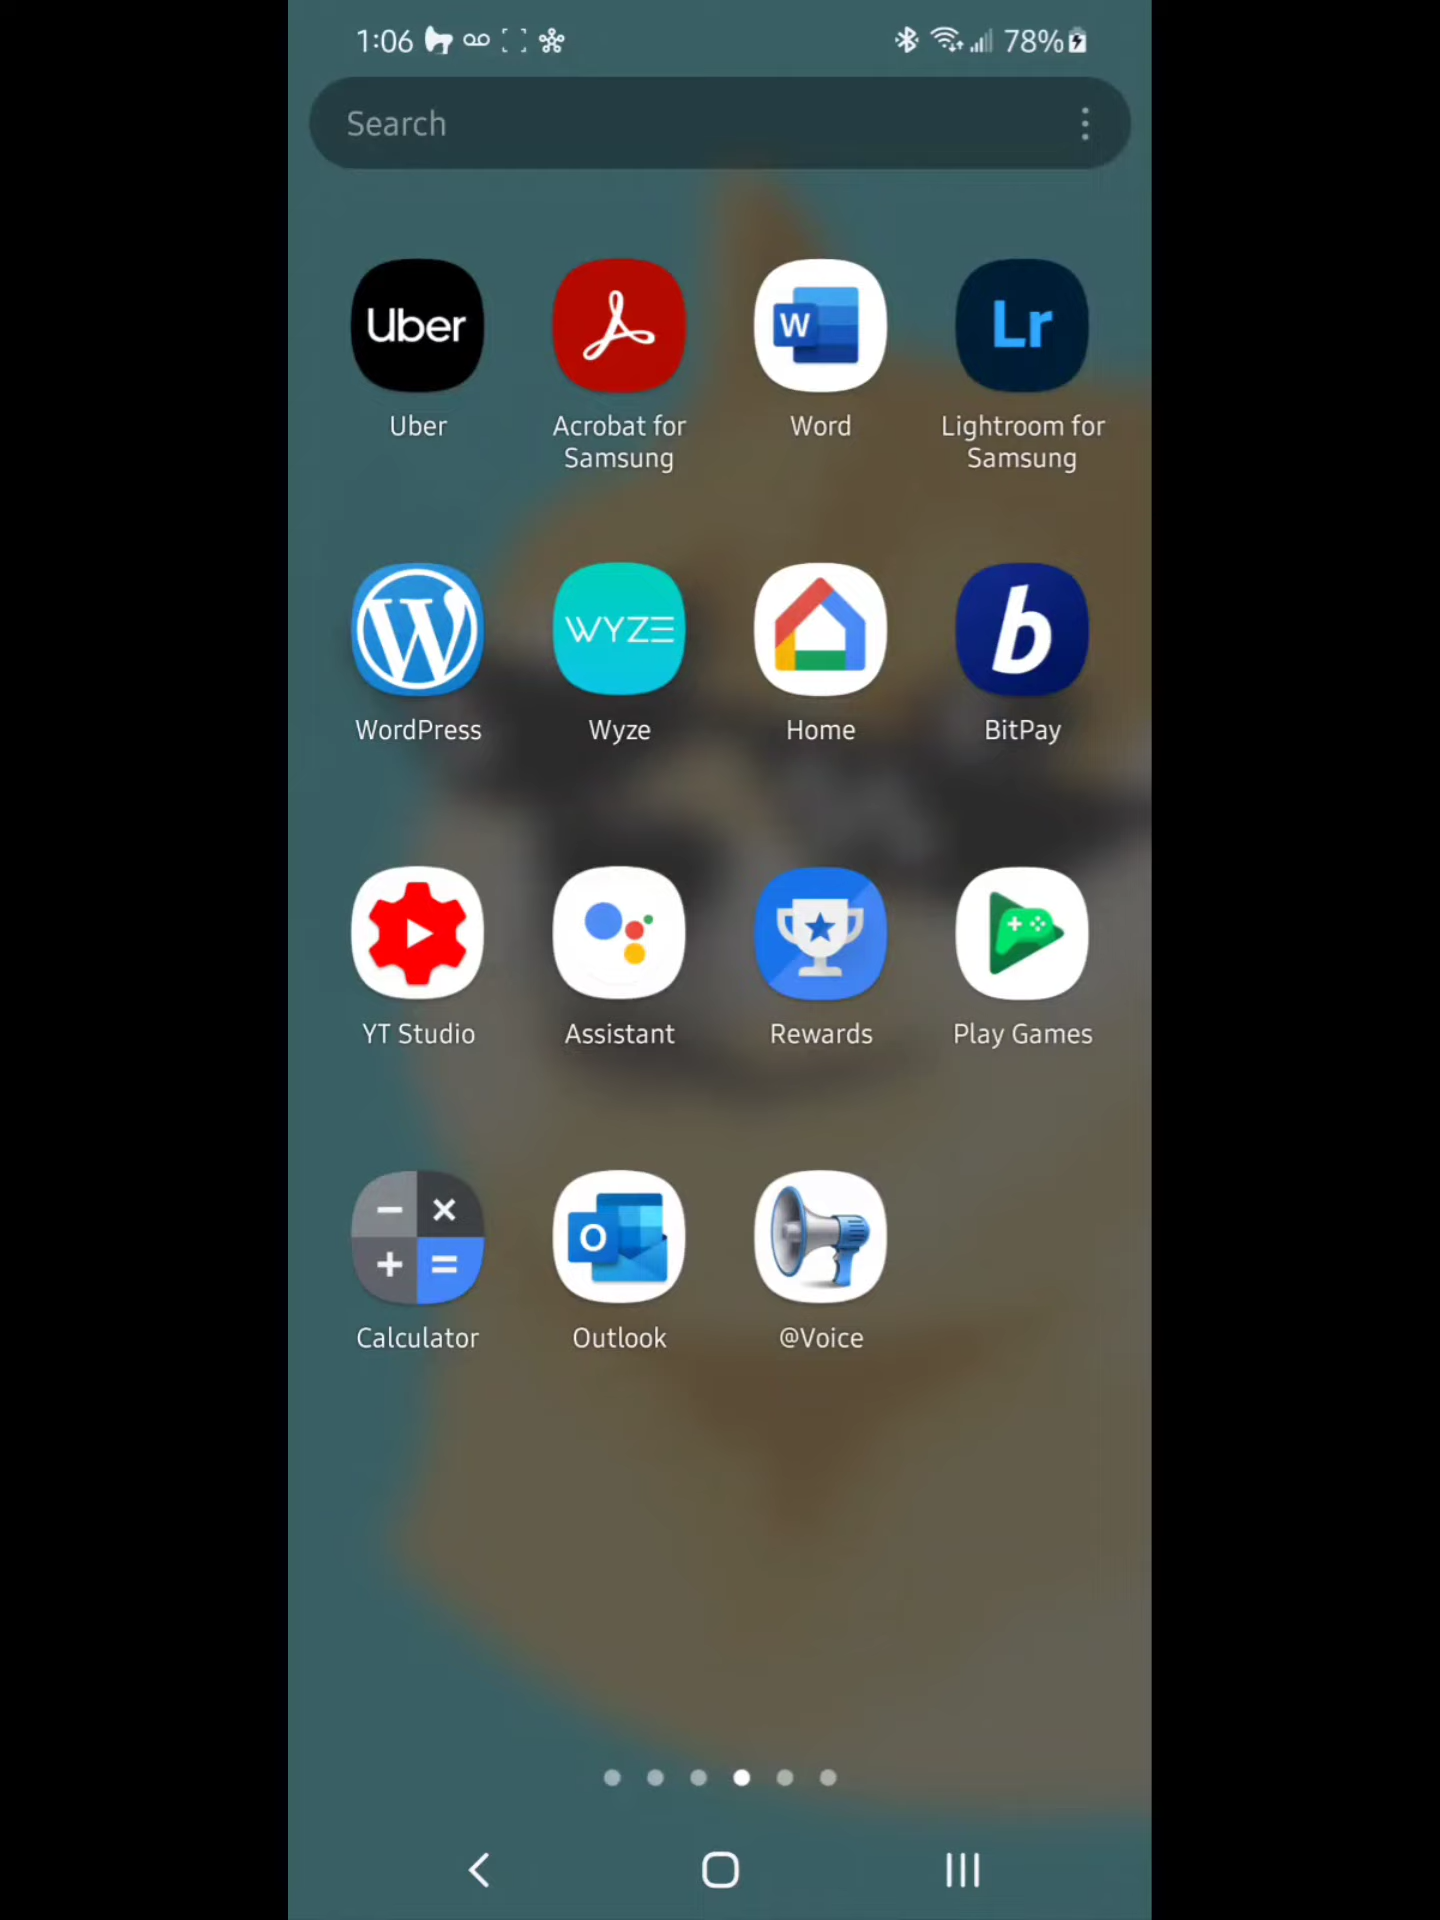 1:06
78%
Search
Uber
Lr
Uber
Acrobat for
Samsung
W
Word
Lightroom for
Samsung
W
WYZE
b
WordPress
Wyze
Home
BitPay
YT Studio
Assistant
Rewards
Play Games
− ×
+ =
O
Calculator
Outlook
@Voice